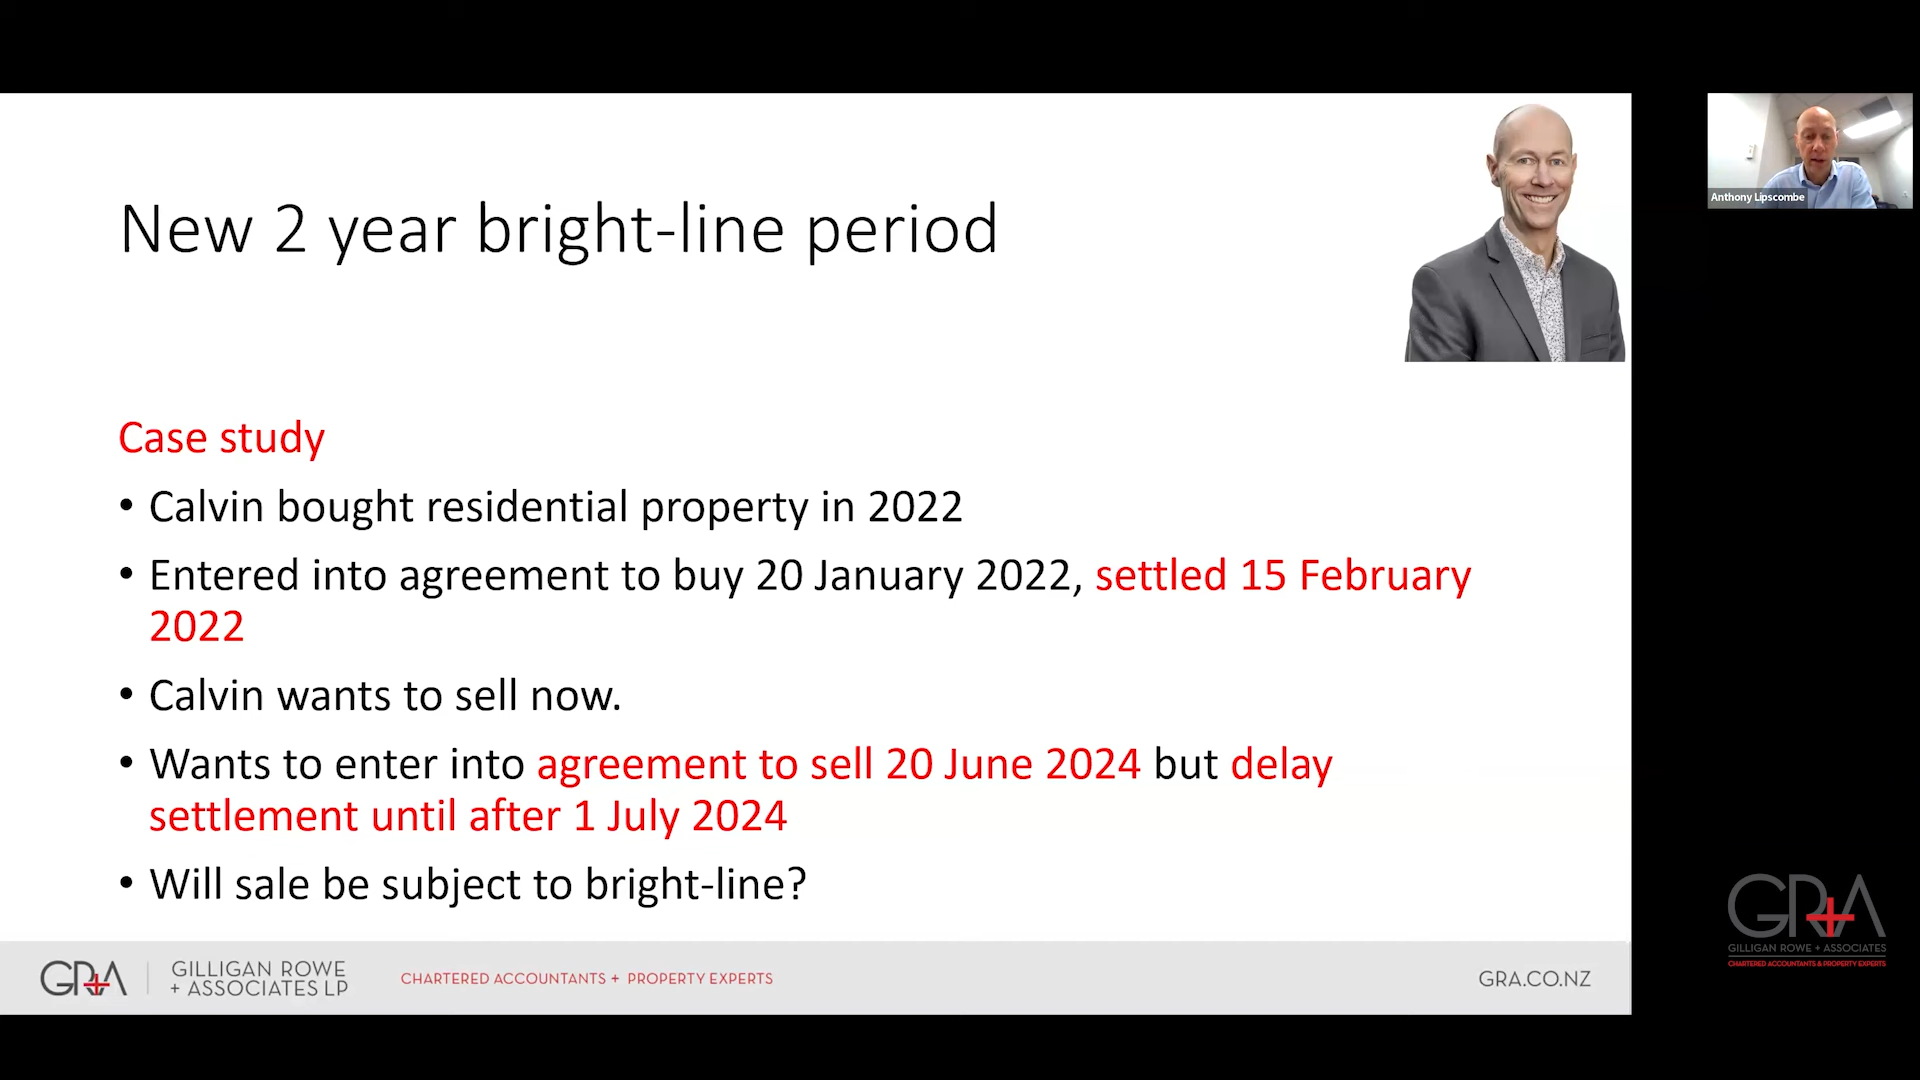 New 2 year bright-line period
Anthony Lipscombe
Case study
• Calvin bought residential property in 2022
• Entered into agreement to buy 20 January 2022, settled 15 February
2022
• Calvin wants to sell now.
• Wants to enter into agreement to sell 20 June 2024 but delay
settlement until after 1 July 2024
• Will sale be subject to bright-line?
GRA
GILLIGAN ROWE
+ ASSOCIATES LP
CHARTERED ACCOUNTANTS + PROPERTY EXPERTS
GRA.CO.NZ
GRA
GILLIGAN ROWE + ASSOCIATES
CHARTERED ACCOUNTANTS & PROPERTY EXPERTS